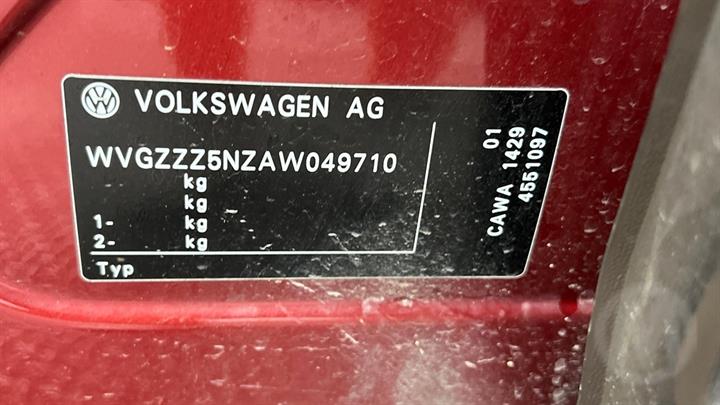 VOLKSWAGEN AG
WVGZZZ5NZAW049710
kg
kg
1- kg
2- kg
Typ
01
CAWA 1429
4551097